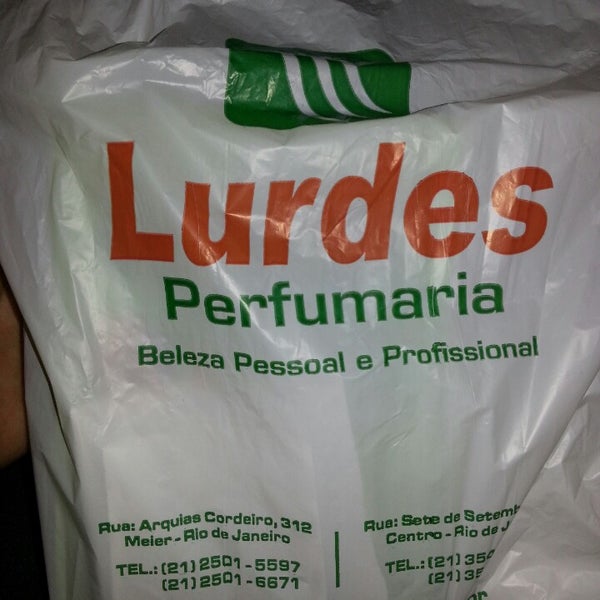 Lurdes
Perfumaria
Beleza Pessoal e Profissional
Rua: Arquias Cordeiro, 312
Meier - Rio de Janeiro
TEL.: (21) 2501 - 5597
(21) 2501 - 6671
Rua: Sete de
Centro - Rio de
TEL.: (21)
(21)